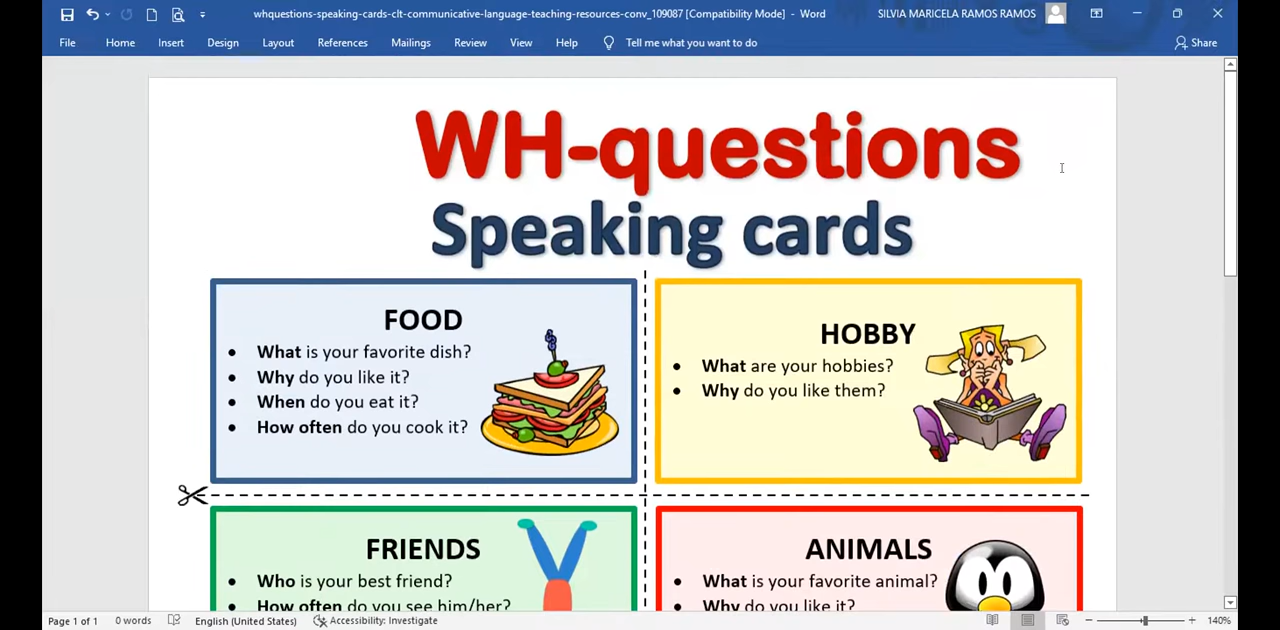 whquestions-speaking-cards-clt-communicative-language-teaching-resources-conv_109087 [Compatibility Mode] - Word
SILVIA MARICELA RAMOS RAMOS
File Home Insert Design Layout References Mailings Review View Help Tell me what you want to do Share
WH-questions
Speaking cards
FOOD
• What is your favorite dish?
• Why do you like it?
• When do you eat it?
• How often do you cook it?
HOBBY
• What are your hobbies?
• Why do you like them?
FRIENDS
• Who is your best friend?
• How often do you see him/her?
ANIMALS
• What is your favorite animal?
• Why do you like it?
Page 1 of 1 0 words English (United States) Accessibility: Investigate 140%